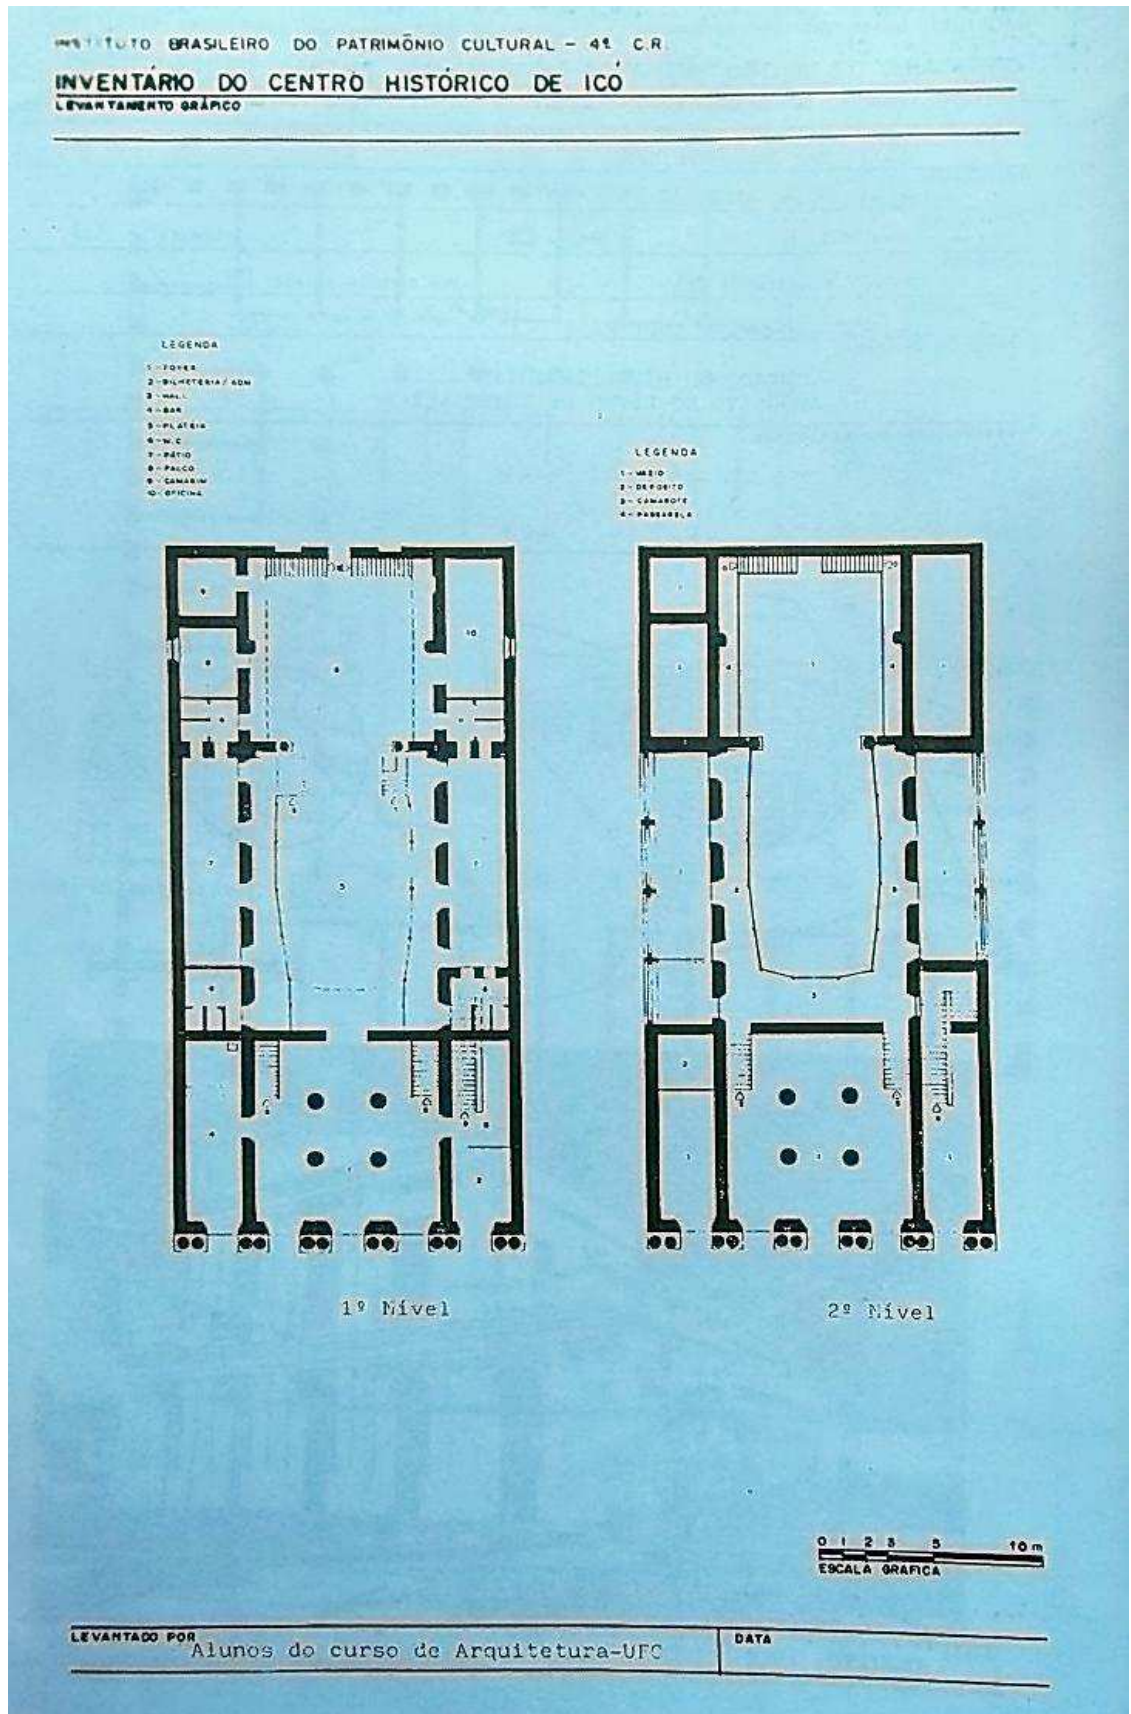 INSTITUTO BRASILEIRO DO PATRIMÔNIO CULTURAL - 4ª C.R.
INVENTÁRIO DO CENTRO HISTÓRICO DE ICÓ
LEVANTAMENTO GRÁFICO
LEGENDA
1 - FOYER
2 - BILHETERIA / ADM
3 - HALL
4 - BAR
5 - PLATEIA
6 - W.C
7 - PÁTIO
8 - PALCO
9 - CAMARIM
10 - OFICINA
LEGENDA
1 - VAZIO
2 - DEPOSITO
3 - CAMAROTE
4 - PASSARELA
1º Nível
2º Nível
0 1 2 3 5 10 m
ESCALA GRAFICA
LEVANTADO POR
Alunos do curso de Arquitetura-UFC
DATA